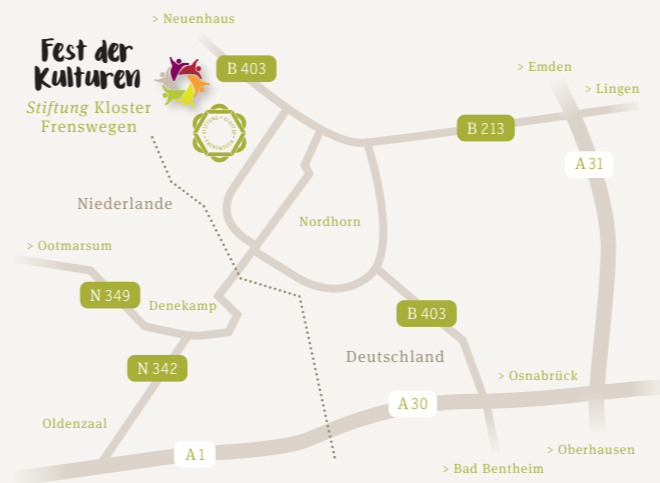 > Neuenhaus
Fest der
Kulturen
Stiftung Kloster
Frenswegen
B 403
> Emden
> Lingen
B 213
A 31
Niederlande
Nordhorn
> Ootmarsum
N 349
Denekamp
B 403
N 342
Deutschland
> Osnabrück
A 30
Oldenzaal
A 1
> Oberhausen
> Bad Bentheim